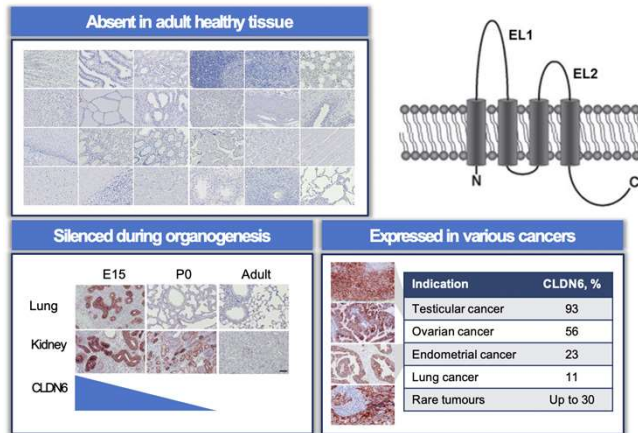 Absent in adult healthy tissue
EL1
EL2
N
C
Silenced during organogenesis
E15 P0 Adult
Lung
Kidney
CLDN6
Expressed in various cancers
Indication CLDN6, %
Testicular cancer 93
Ovarian cancer 56
Endometrial cancer 23
Lung cancer 11
Rare tumours Up to 30